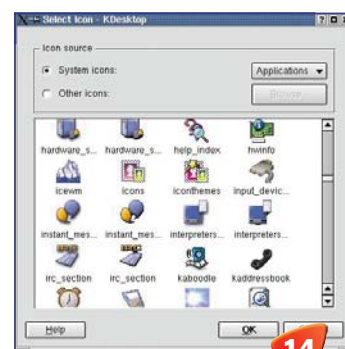 Select Icon - KDesktop
Icon source
System icons:
Applications
Other icons:
Browse...
hardware_s... hardware_s... help_index hwinfo
icewm icons iconthemes input_devic...
instant_mes... instant_mes... interpreters... interpreters...
irc_section irc_section kaboodle kaddressbook
Help
OK
14